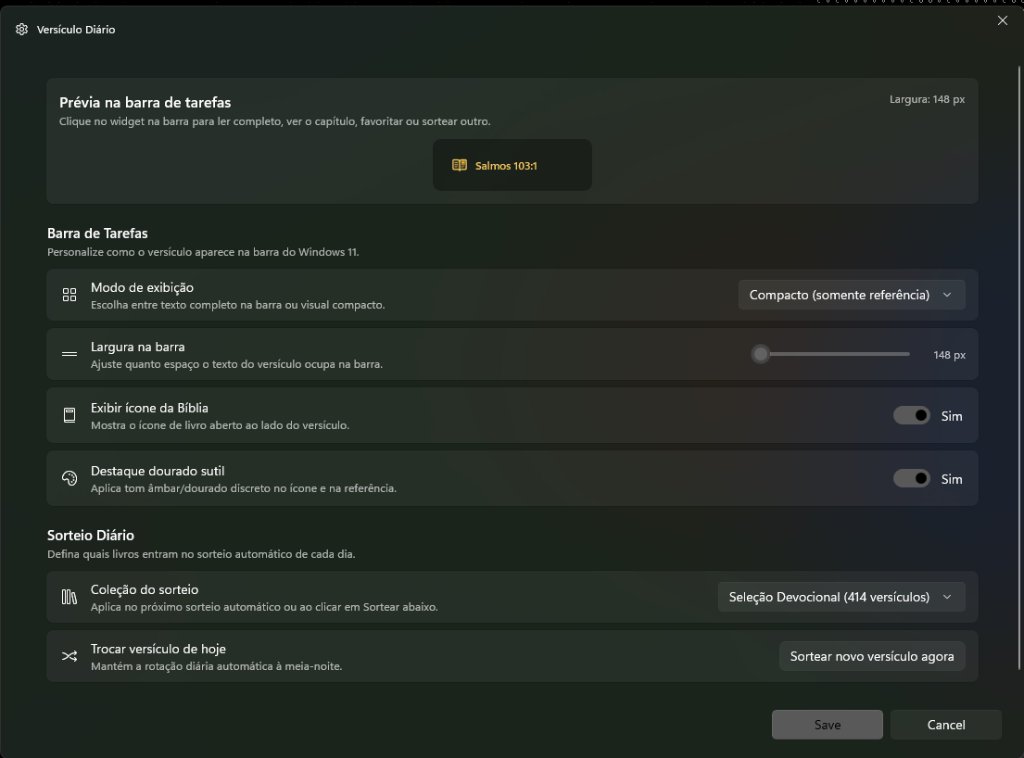 Versículo Diário
Prévia na barra de tarefas
Largura: 148 px
Clique no widget na barra para ler completo, ver o capítulo, favoritar ou sortear outro.
Salmos 103:1
Barra de Tarefas
Personalize como o versículo aparece na barra do Windows 11.
Modo de exibição
Escolha entre texto completo na barra ou visual compacto.
Compacto (somente referência)
Largura na barra
Ajuste quanto espaço o texto do versículo ocupa na barra.
148 px
Exibir ícone da Bíblia
Mostra o ícone de livro aberto ao lado do versículo.
Sim
Destaque dourado sutil
Aplica tom âmbar/dourado discreto no ícone e na referência.
Sim
Sorteio Diário
Defina quais livros entram no sorteio automático de cada dia.
Coleção do sorteio
Aplica no próximo sorteio automático ou ao clicar em Sortear abaixo.
Seleção Devocional (414 versículos)
Trocar versículo de hoje
Mantém a rotação diária automática à meia-noite.
Sortear novo versículo agora
Save
Cancel